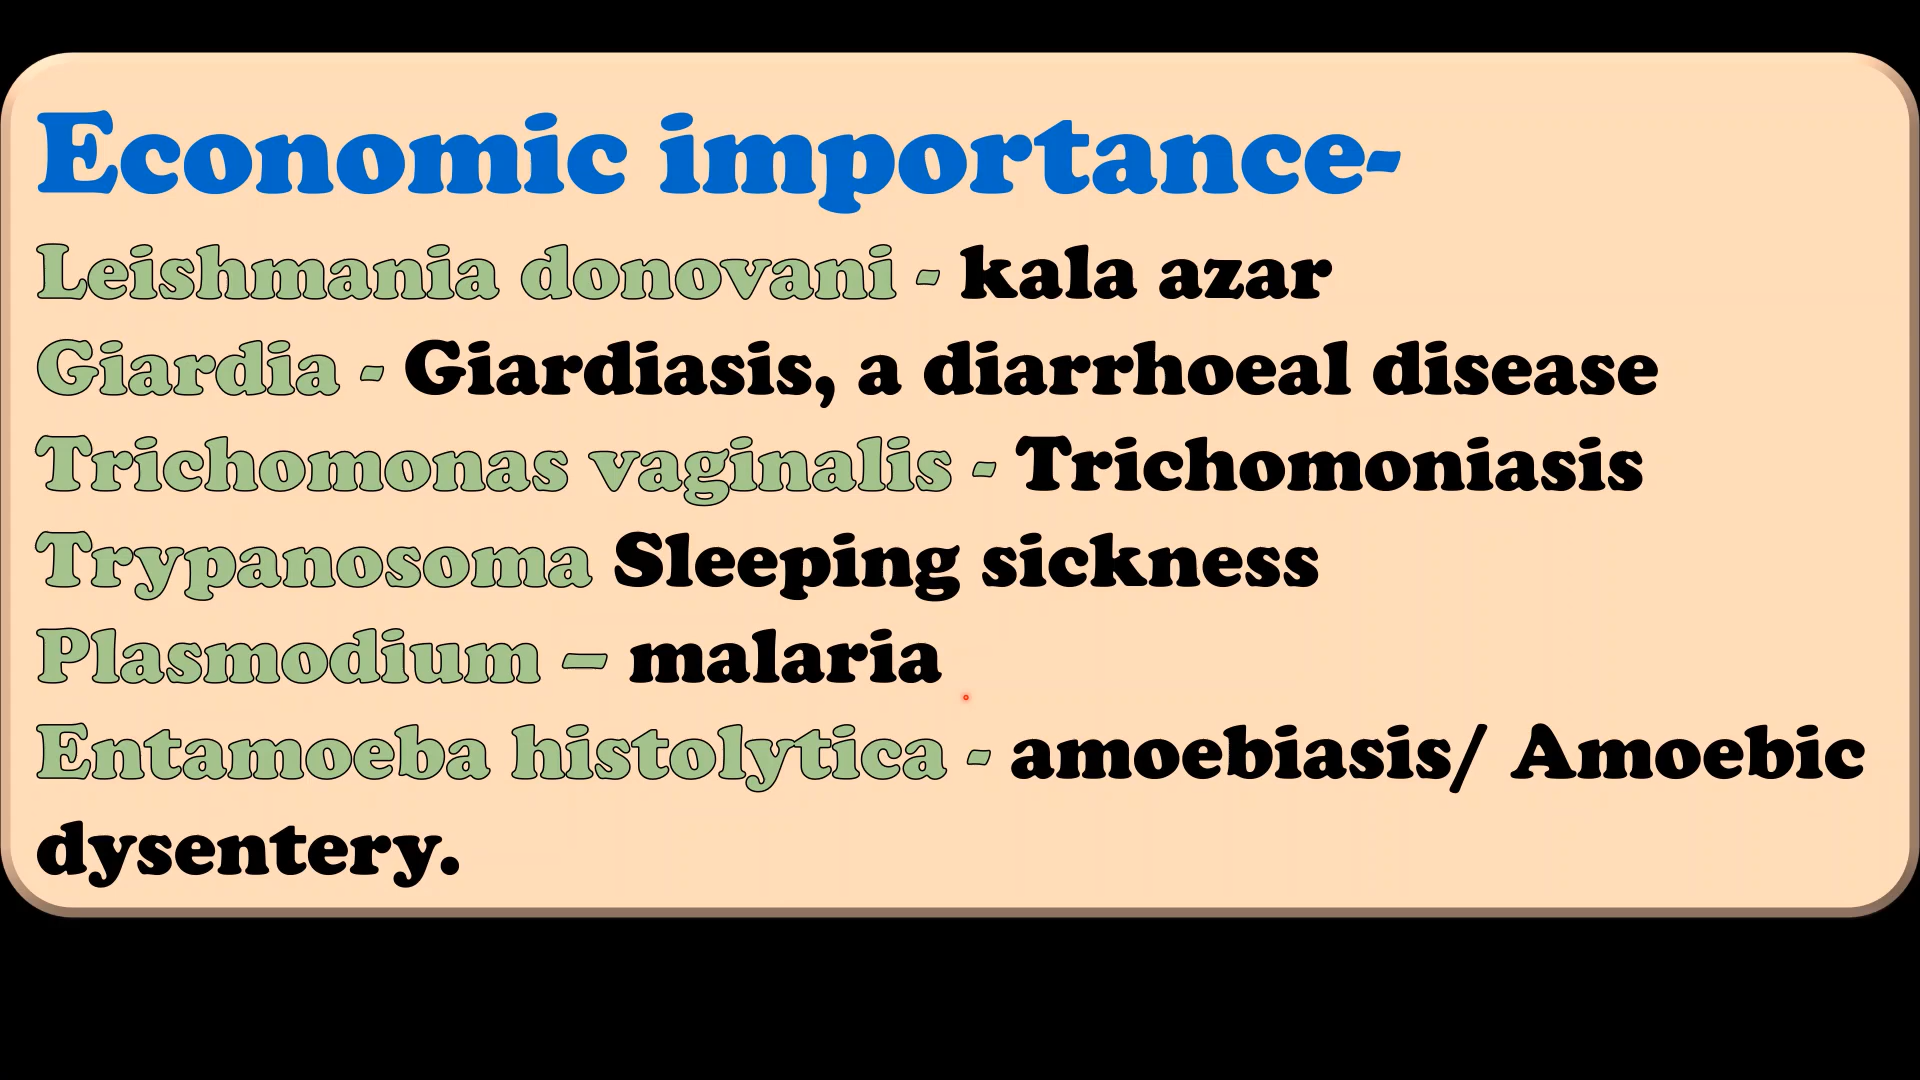 Economic importance-
Leishmania donovani - kala azar
Giardia - Giardiasis, a diarrhoeal disease
Trichomonas vaginalis - Trichomoniasis
Trypanosoma Sleeping sickness
Plasmodium – malaria
Entamoeba histolytica - amoebiasis/ Amoebic
dysentery.